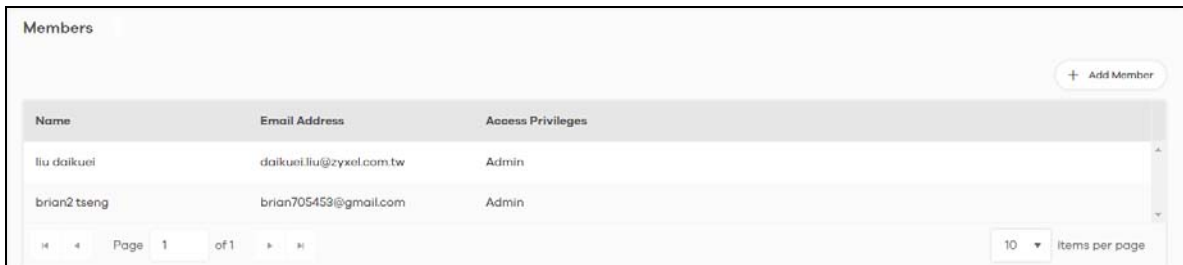 Members
+ Add Member
Name Email Address Access Privileges
liu daikuei daikuei.liu@zyxel.com.tw Admin
brian2 tseng brian705453@gmail.com Admin
Page 1 of 1 10 items per page